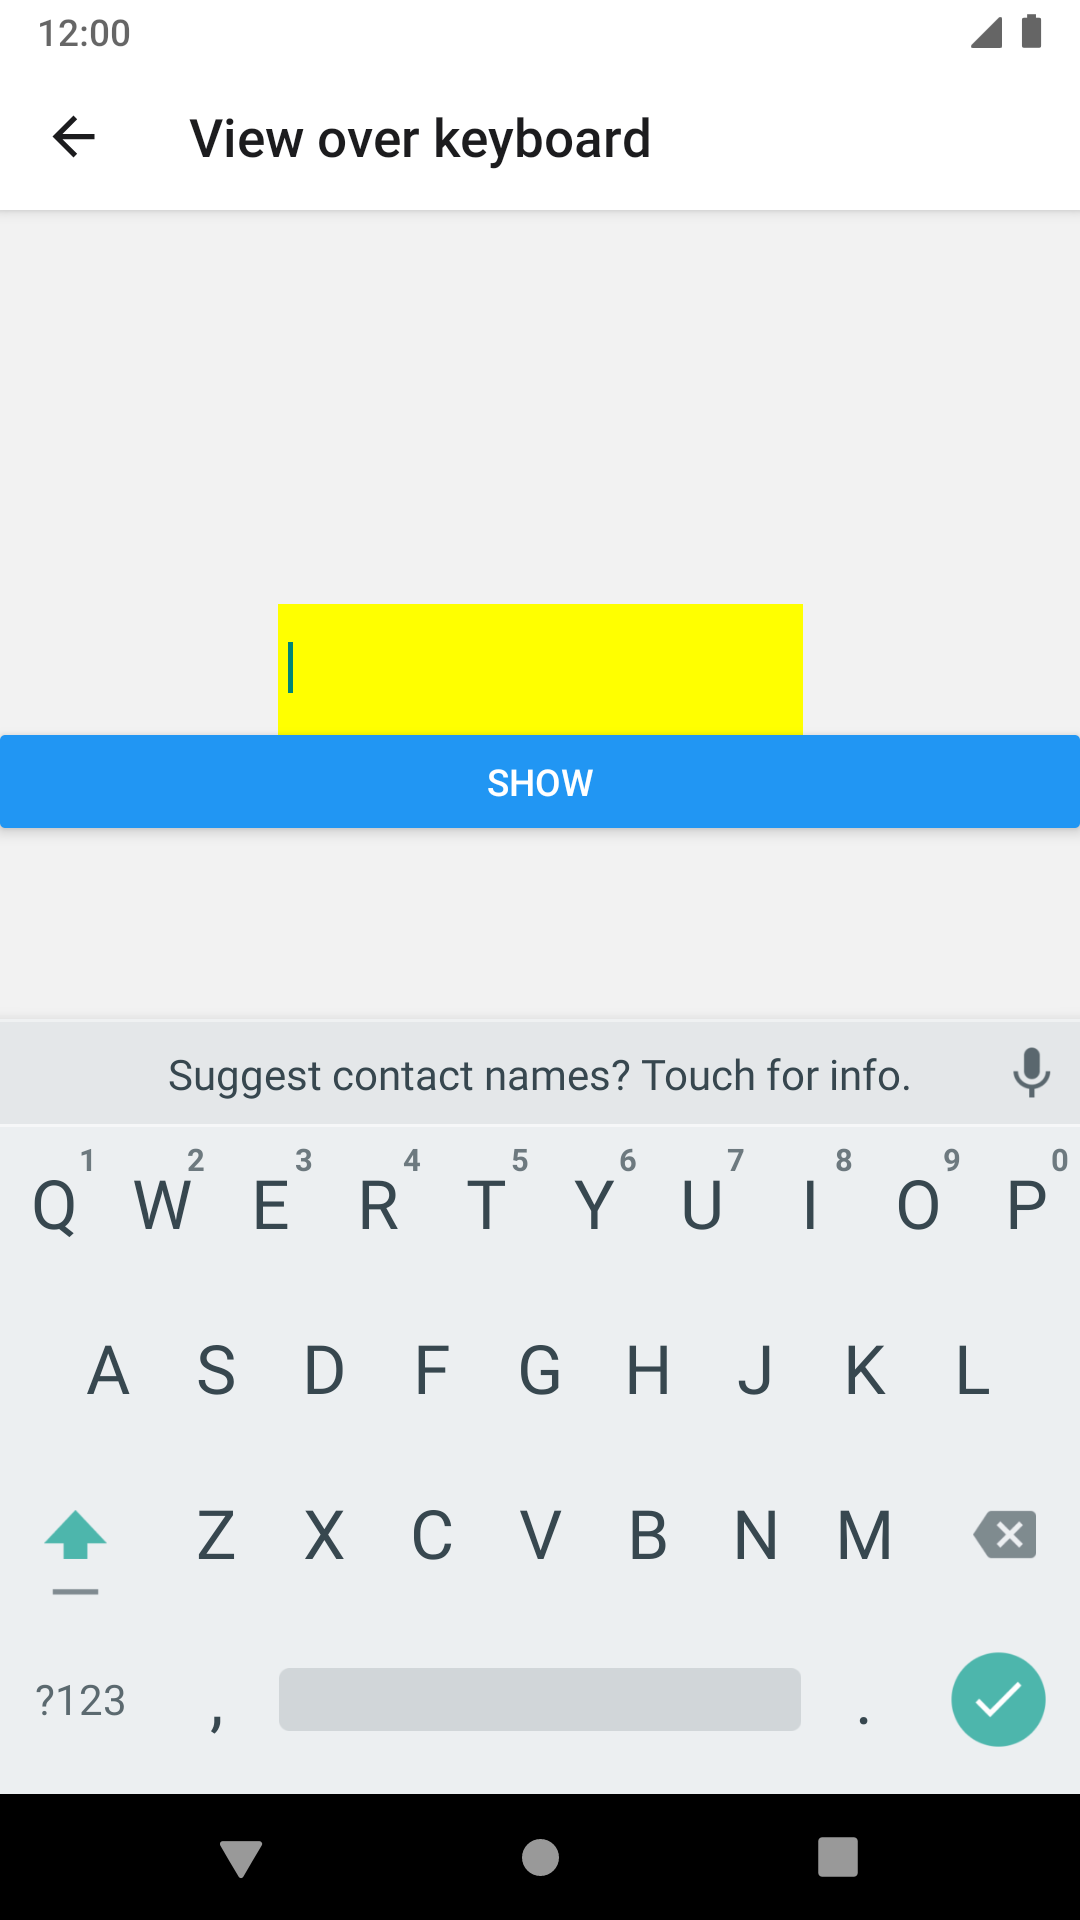 12:00
View over keyboard
SHOW
Suggest contact names? Touch for info.
1 2 3 4 5 6 7 8 9 0
Q W E R T Y U I O P
A S D F G H J K L
Z X C V B N M
?123 , .